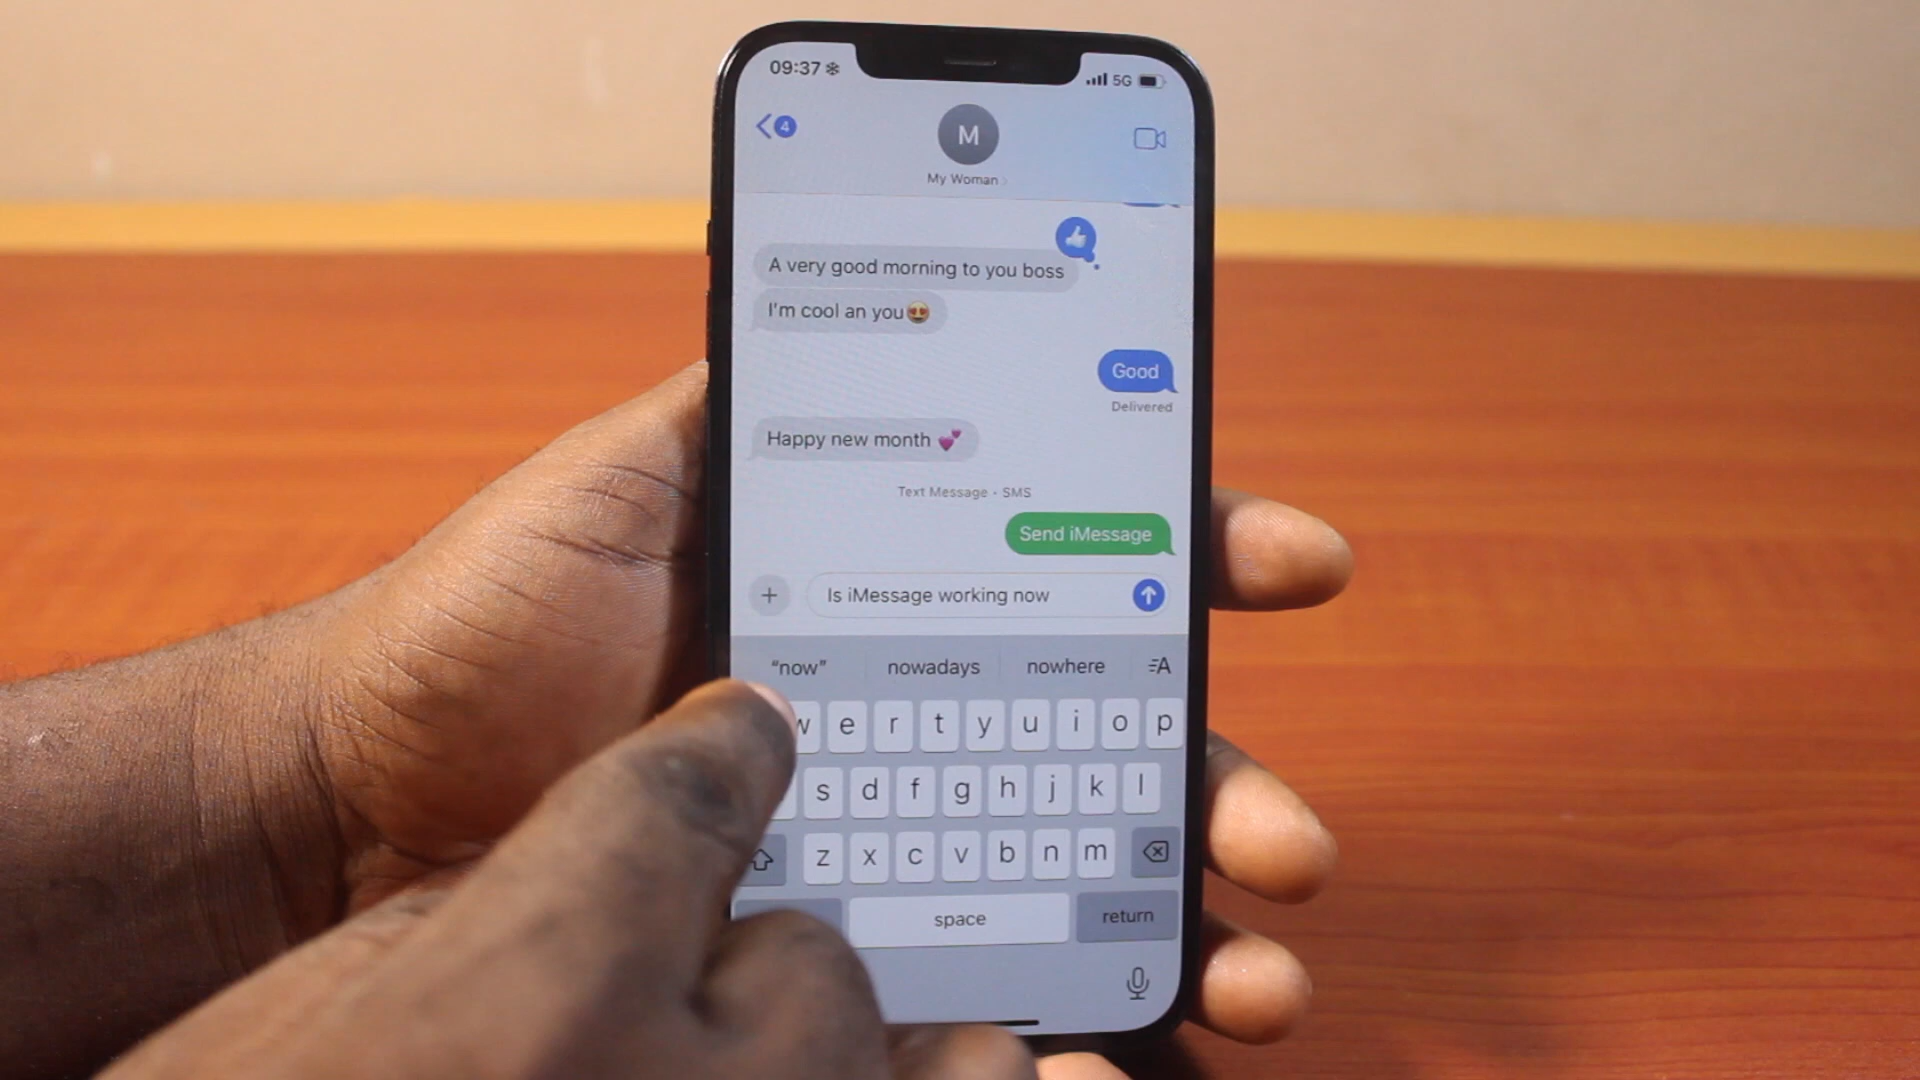 09:37
5G
4
M
My Woman
A very good morning to you boss
I'm cool an you😍
Good
Delivered
Happy new month 💕
Text Message • SMS
Send iMessage
+ Is iMessage working now
“now” nowadays nowhere
w e r t y u i o p
s d f g h j k l
z x c v b n m
space return